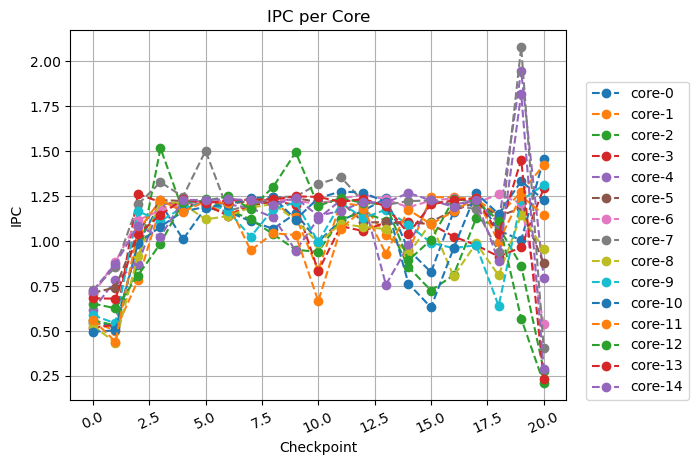 IPC per Core
IPC
2.00
1.75
1.50
1.25
1.00
0.75
0.50
0.25
0.0
2.5
5.0
7.5
10.0
12.5
15.0
17.5
20.0
Checkpoint
core-0
core-1
core-2
core-3
core-4
core-5
core-6
core-7
core-8
core-9
core-10
core-11
core-12
core-13
core-14